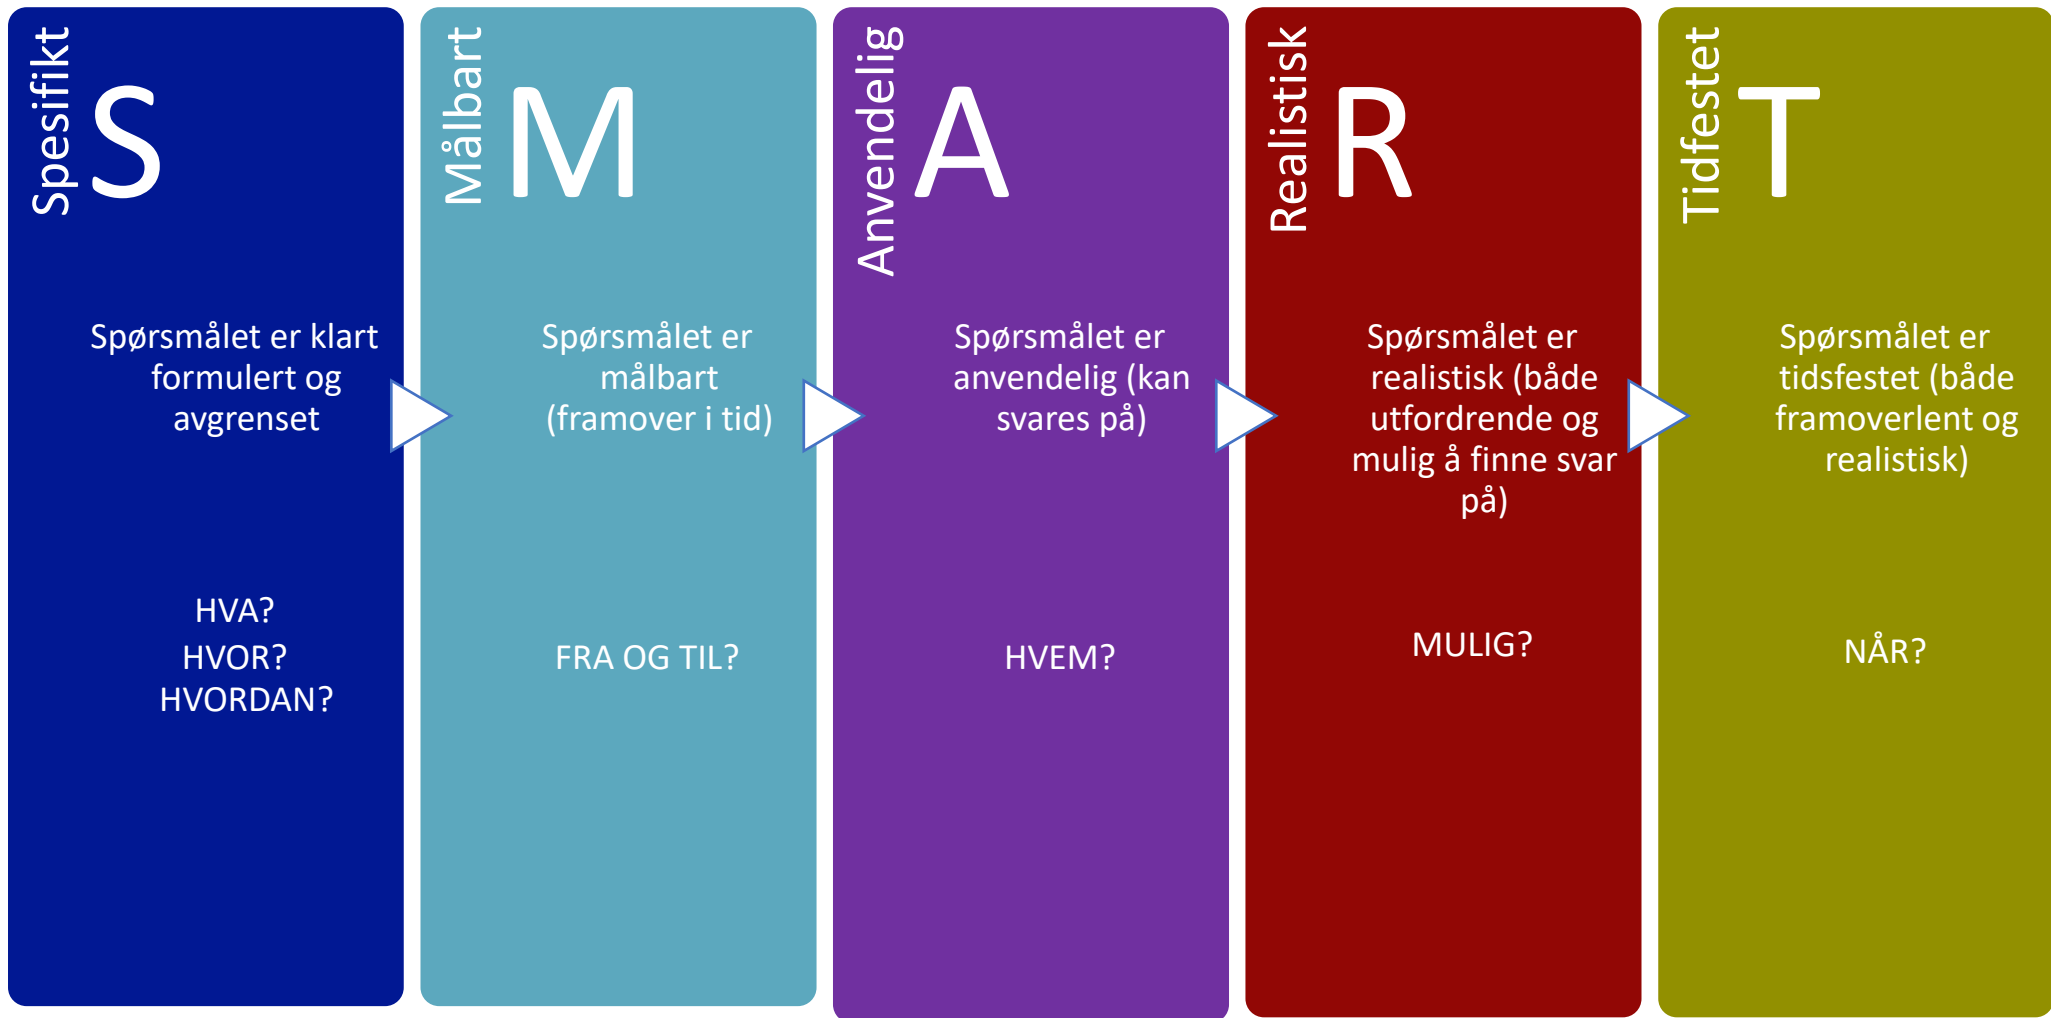 Spesifikt
S
Spørsmålet er klart
formulert og
avgrenset
HVA?
HVOR?
HVORDAN?
Målbart
M
Spørsmålet er
målbart
(framover i tid)
FRA OG TIL?
Anvendelig
A
Spørsmålet er
anvendelig (kan
svares på)
HVEM?
Realistisk
R
Spørsmålet er
realistisk (både
utfordrende og
mulig å finne svar
på)
MULIG?
Tidfestet
T
Spørsmålet er
tidsfestet (både
framoverlent og
realistisk)
NÅR?